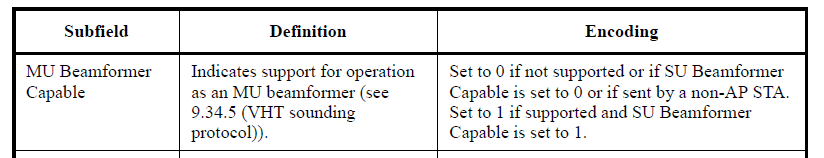 Subfield Definition Encoding
MU Beamformer Indicates support for operation Set to 0 if not supported or if SU Beamformer
Capable as an MU beamformer (see Capable is set to 0 or if sent by a non-AP STA.
9.34.5 (VHT sounding Set to 1 if supported and SU Beamformer
protocol)). Capable is set to 1.